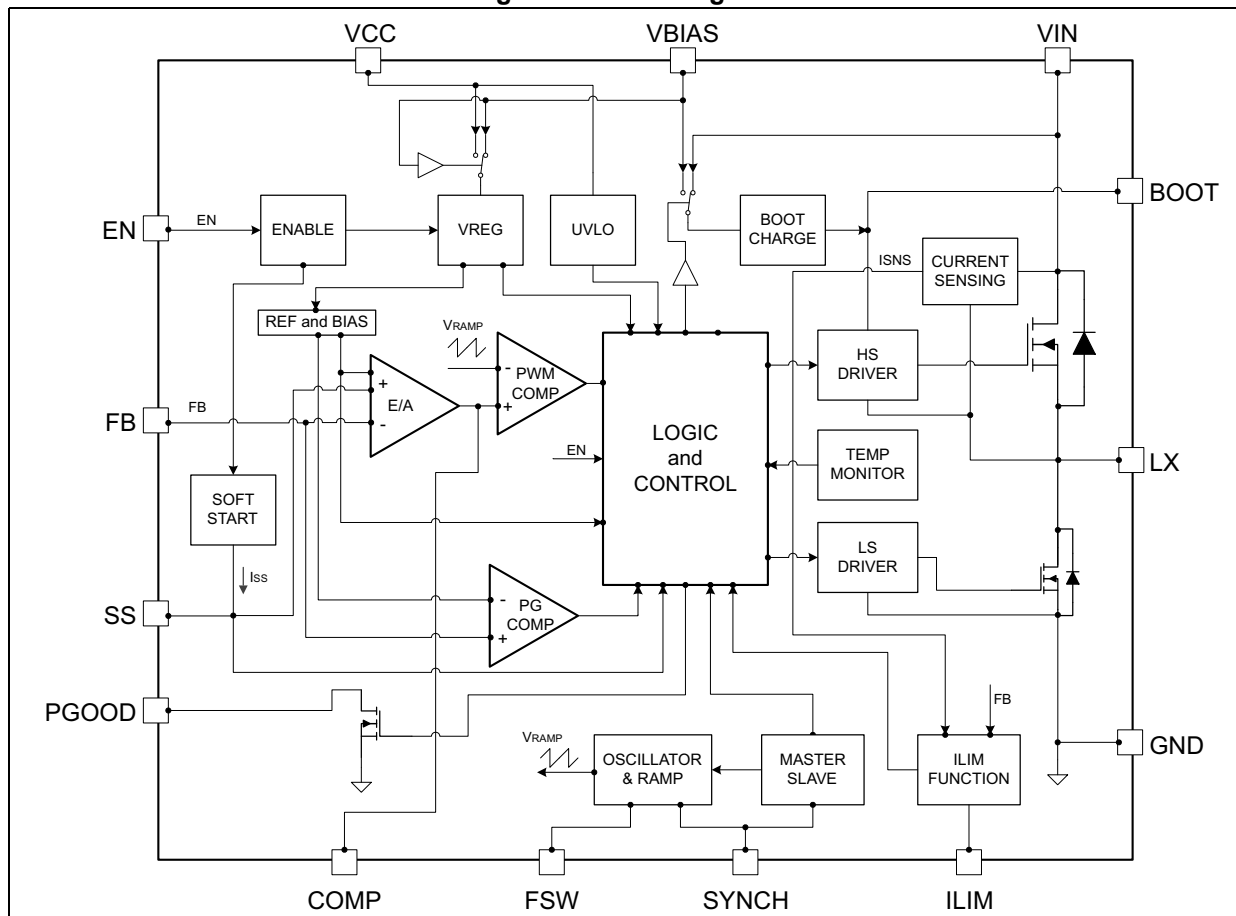 VCC
VBIAS
VIN
BOOT
EN
EN
ENABLE
VREG
UVLO
BOOT
CHARGE
ISNS
CURRENT
SENSING
REF and BIAS
VRAMP
-
PWM
COMP
+
HS
DRIVER
+
E/A
-
FB
FB
EN
LOGIC
and
CONTROL
TEMP
MONITOR
LX
SOFT
START
ISS
LS
DRIVER
SS
-
PG
COMP
+
PGOOD
FB
VRAMP
OSCILLATOR
& RAMP
MASTER
SLAVE
ILIM
FUNCTION
GND
COMP
FSW
SYNCH
ILIM